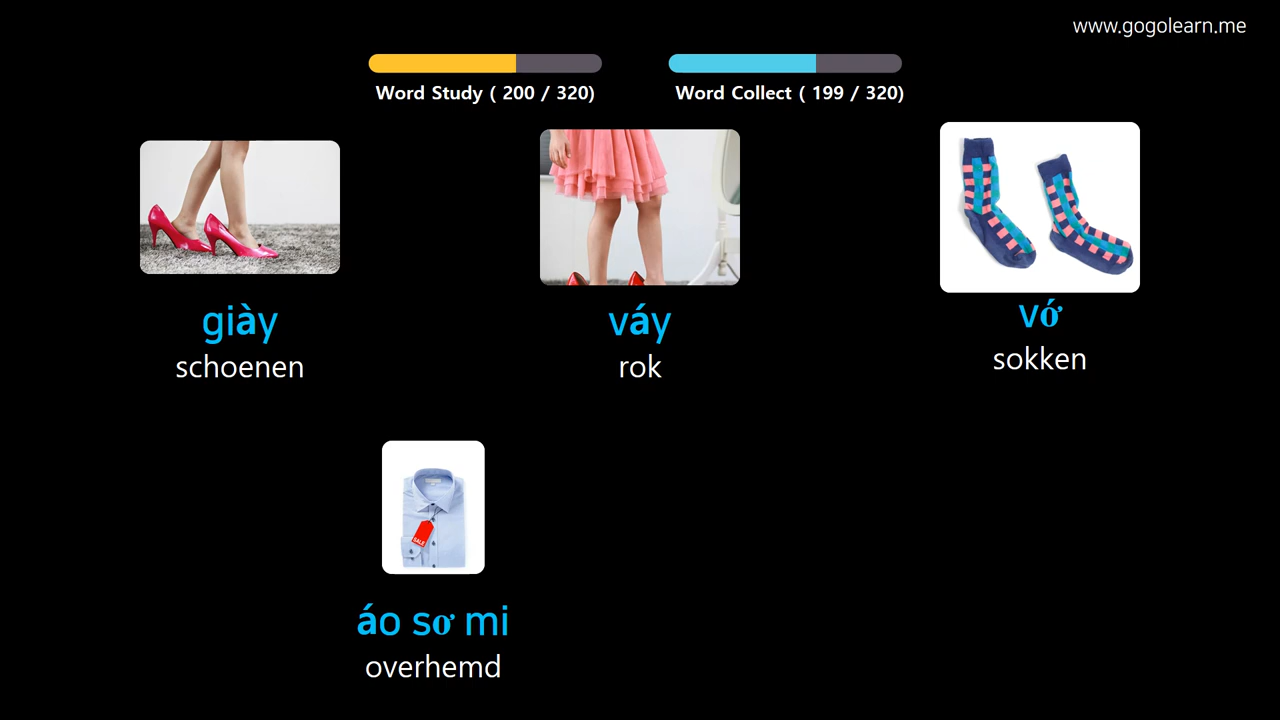 www.gogolearn.me
Word Study ( 200 / 320)
Word Collect ( 199 / 320)
giày
schoenen
váy
rok
vớ
sokken
SALE
áo sơ mi
overhemd